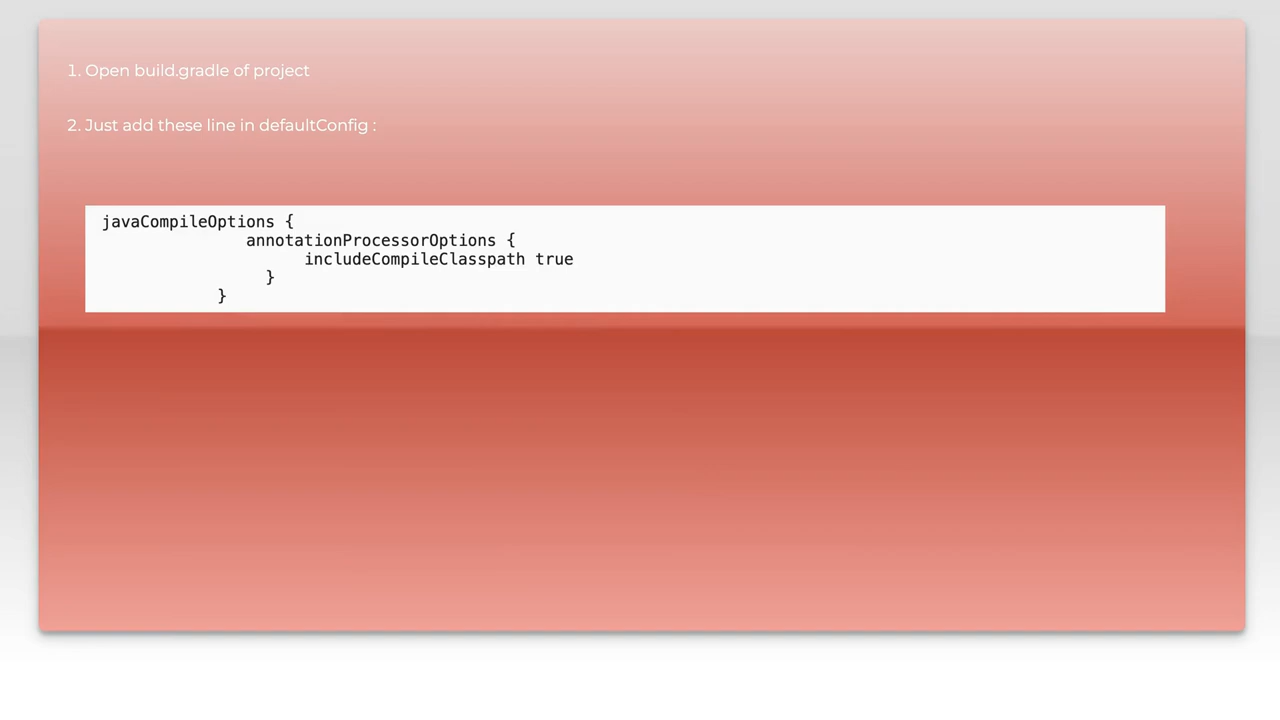 1. Open build.gradle of project
2. Just add these line in defaultConfig :
javaCompileOptions {
annotationProcessorOptions {
includeCompileClasspath true
}
}